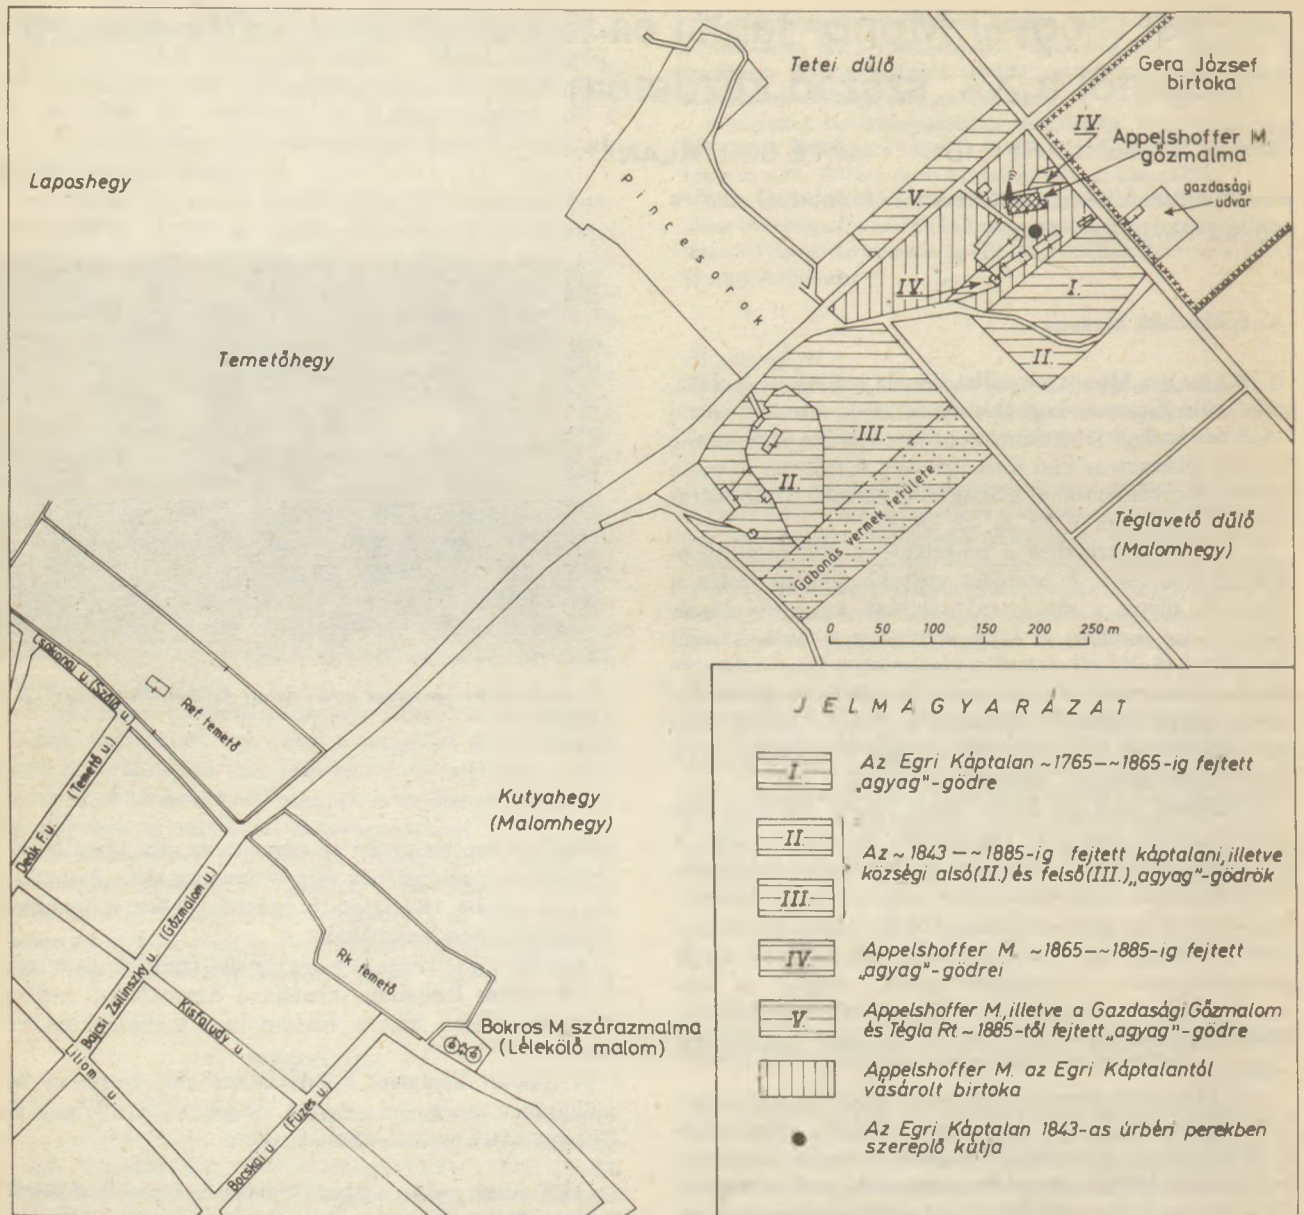 Tetei dűlő
Gera József
birtoka
IV.
Appelshoffer M.
gőzmalma
gazdasági
udvar
Laposhegy
Pincesorok
V.
IV.
I.
II.
Temetőhegy
III.
II.
Gabonás vermek területe
Téglavető dűlő
(Malomhegy)
0 50 100 150 200 250 m
Csokonai u. (Szőlő u.)
Ref. temető
Deák F. u. (Temető u.)
Kutyahegy
(Malomhegy)
Bajcsi Zsilinszky u. (Gőzmalom u.)
Rk temető
Kisfaludy u.
Liliom u.
Bokros M szárazmalma
(Lélekölő malom)
Bocskai u. (Füzes u.)
JELMAGYARÁZAT
I. Az Egri Káptalan ~1765—~1865-ig fejtett
„agyag"-gödre
II.
III.
Az ~1843—~1885-ig fejtett káptalani, illetve
községi alsó (II.) és felső (III.) „agyag"-gödrök
IV. Appelshoffer M. ~1865—~1885-ig fejtett
„agyag"-gödrei
V. Appelshoffer M, illetve a Gazdasági Gőzmalom
és Tégla Rt ~1885-től fejtett „agyag"-gödre
Appelshoffer M. az Egri Káptalantól
vásárolt birtoka
Az Egri Káptalan 1843-as úrbéri perekben
szereplő kútja